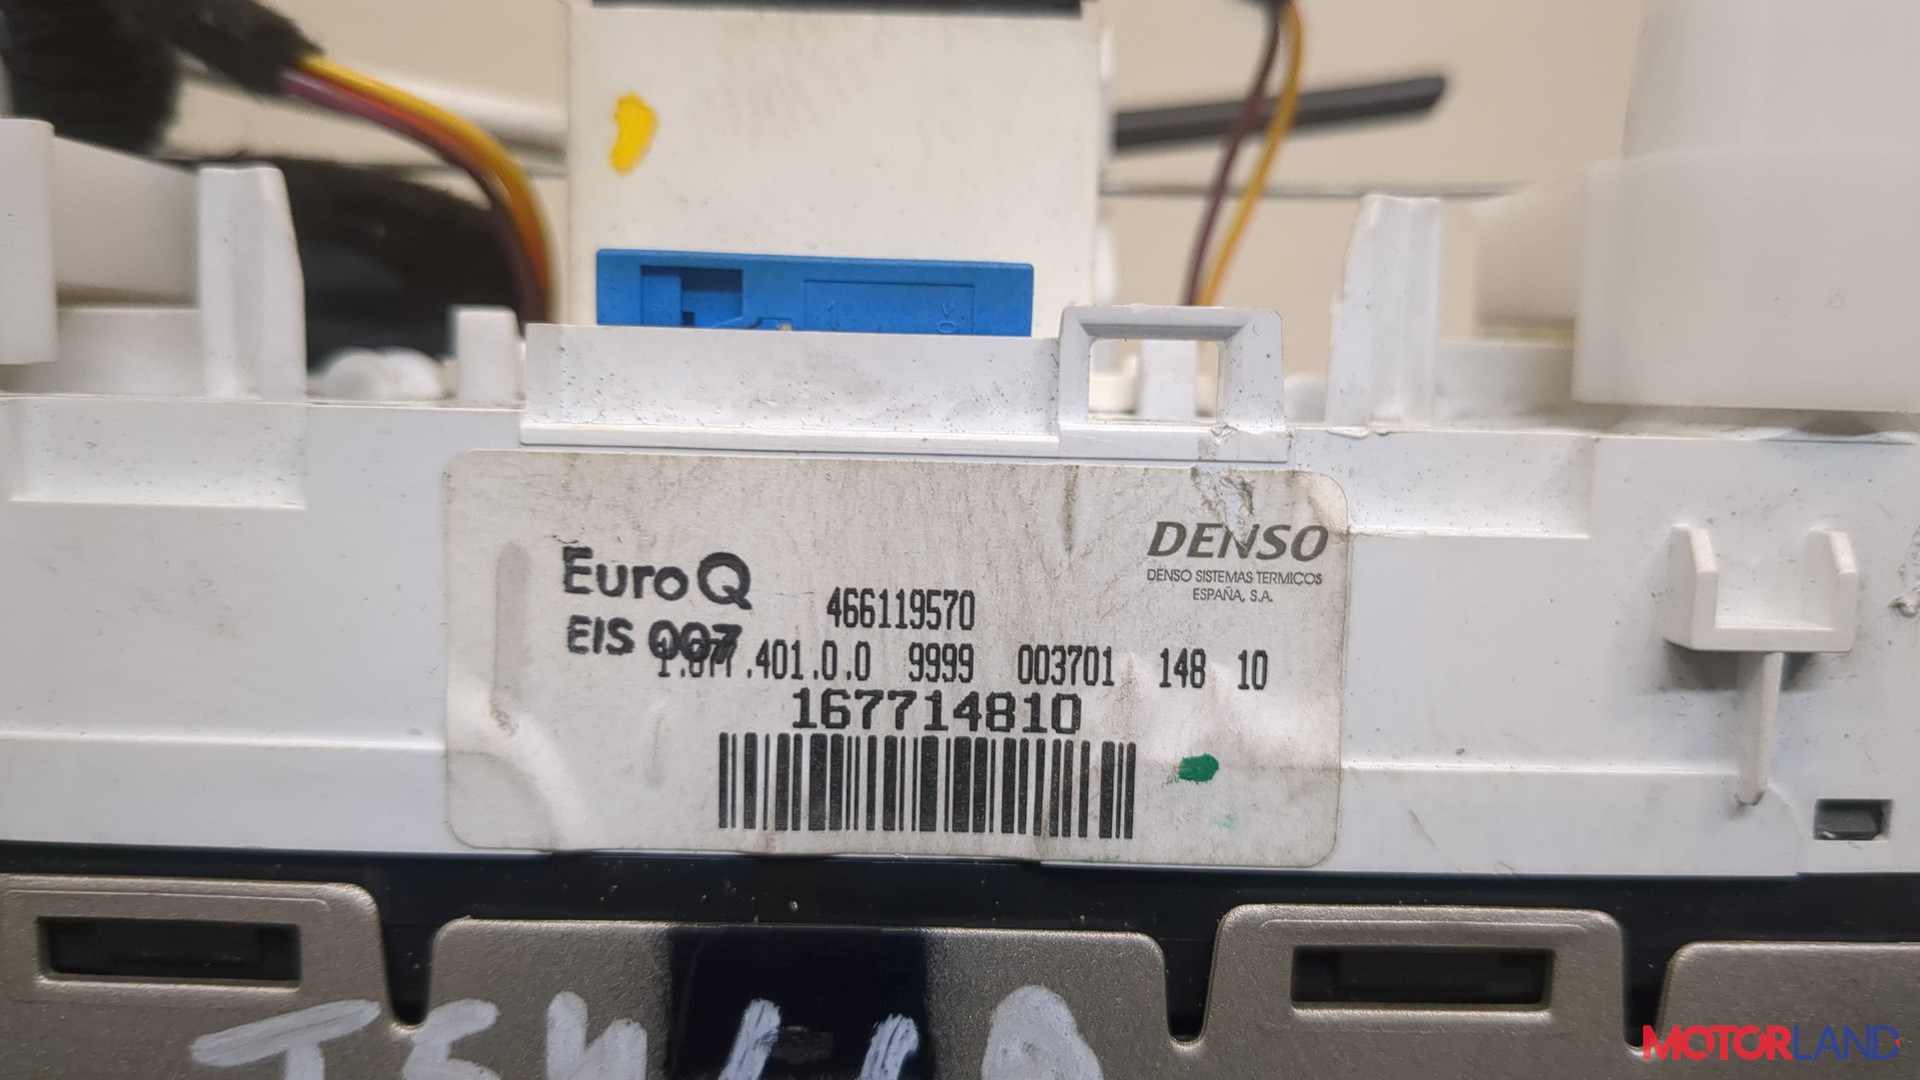 DENSO
DENSO SISTEMAS TERMICOS
ESPAÑA, S.A.
EuroQ
EIS 007
466119570
.401.0.0 9999 003701 148 10
167714810
MOTORLAND